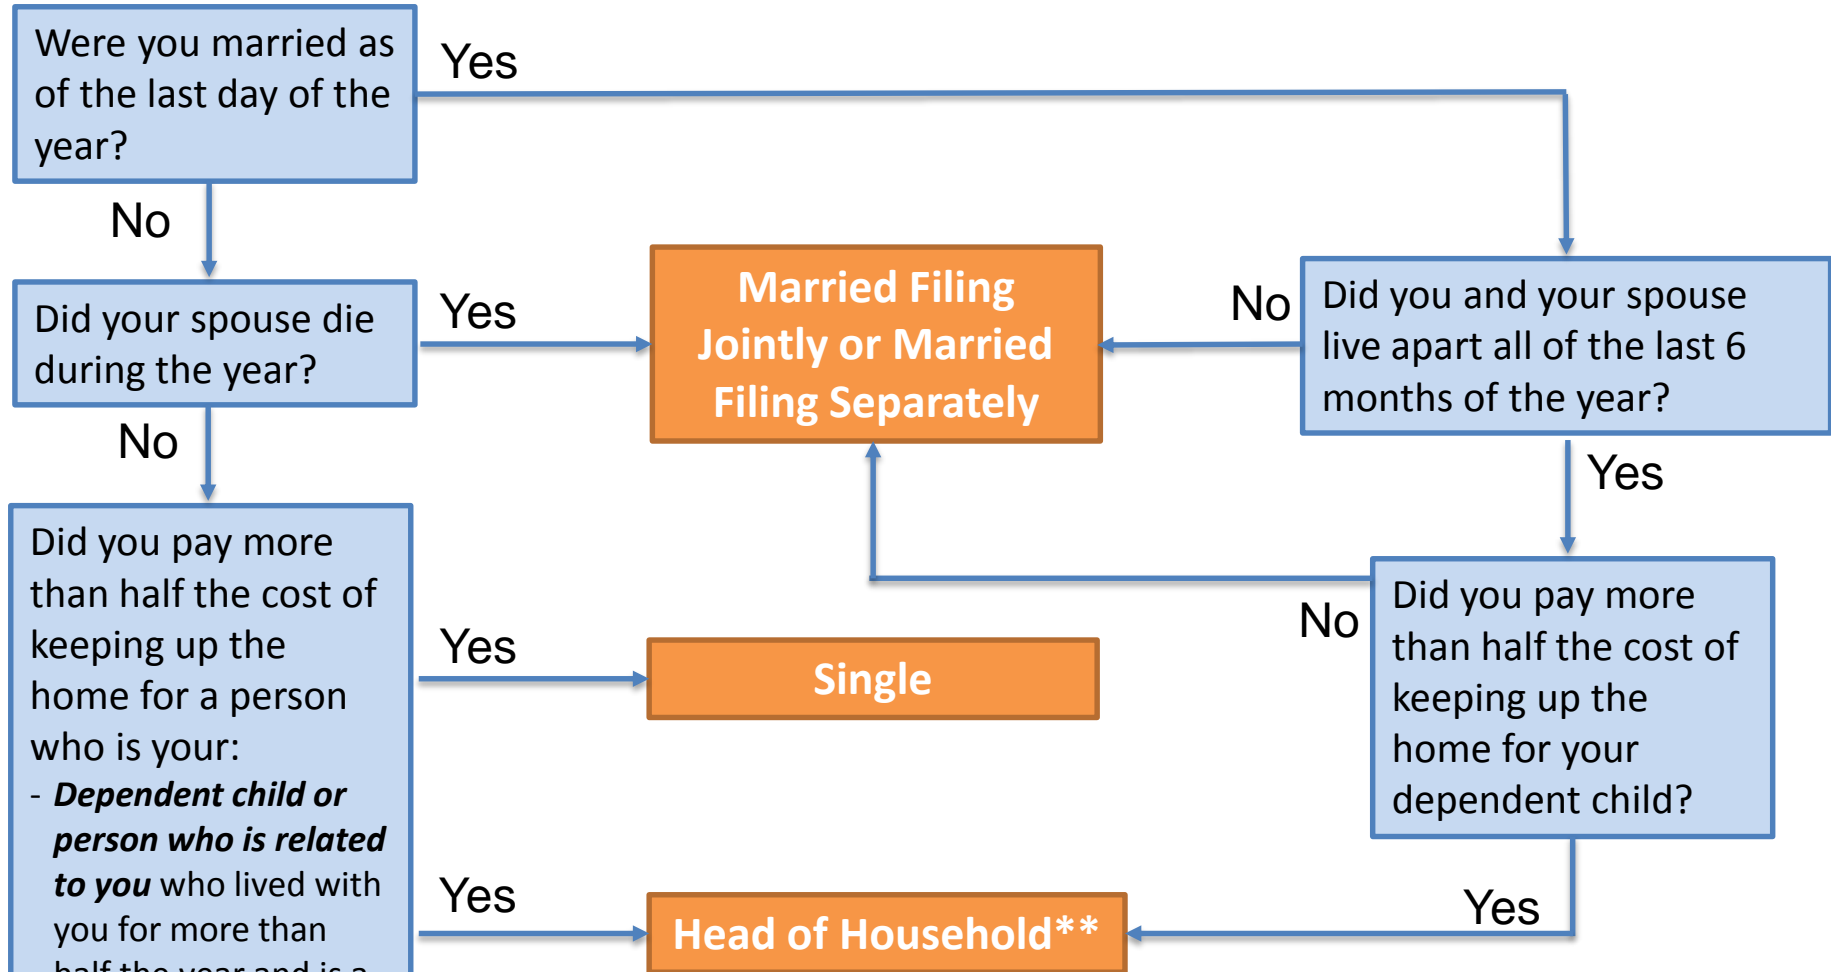 Were you married as
of the last day of the
year?
Yes
No
Did your spouse die
during the year?
Yes
Married Filing
Jointly or Married
Filing Separately
No
Did you and your spouse
live apart all of the last 6
months of the year?
No
Yes
Did you pay more
than half the cost of
keeping up the
home for a person
who is your:
- Dependent child or
person who is related
to you who lived with
you for more than
half the year and is a
Yes
Single
No
Did you pay more
than half the cost of
keeping up the
home for your
dependent child?
Yes
Head of Household**
Yes